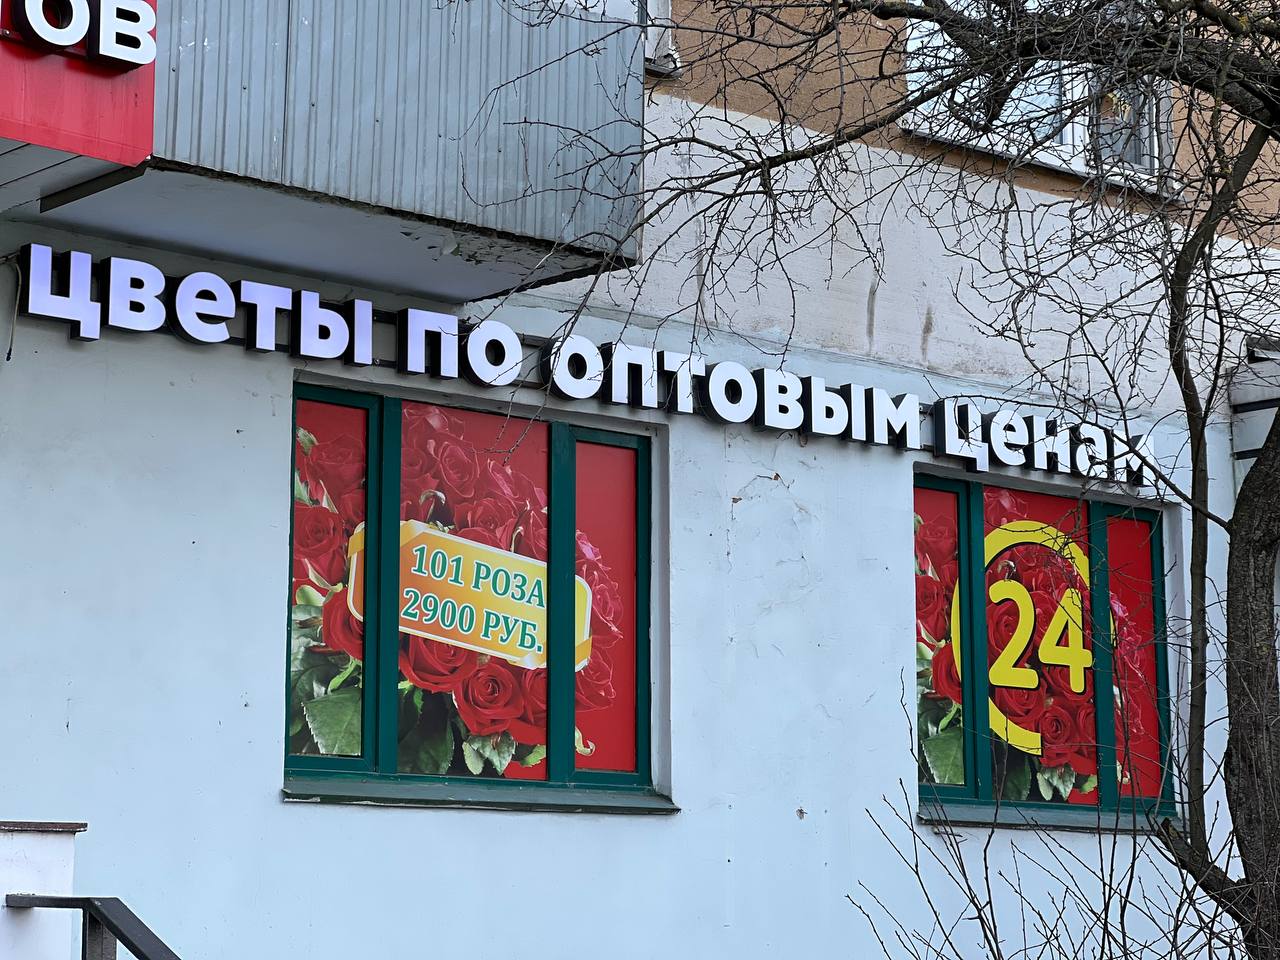 ОВ
цветы по оптовым ценам
101 РОЗА
2900 РУБ.
24